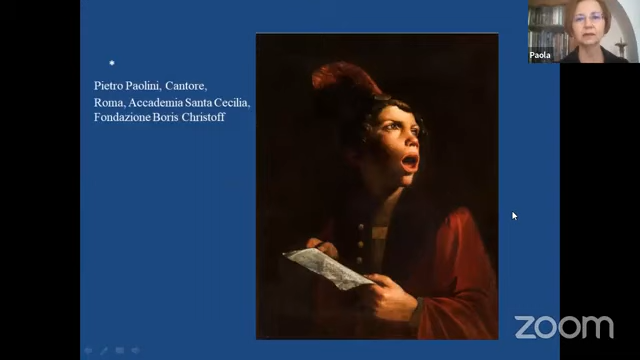 Pietro Paolini, Cantore,
Roma, Accademia Santa Cecilia,
Fondazione Boris Christoff
Paola
zoom